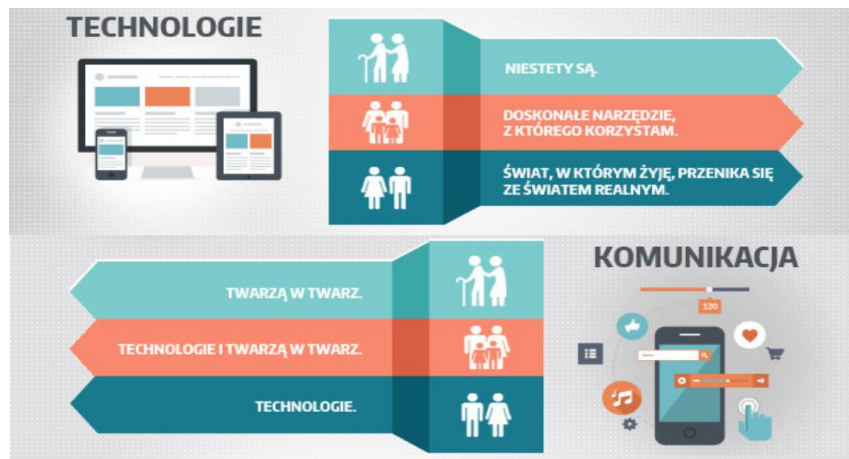 TECHNOLOGIE
NIESTETY SĄ.
DOSKONAŁE NARZĘDZIE,
Z KTÓREGO KORZYSTAM.
ŚWIAT, W KTÓRYM ŻYJĘ, PRZENIKA SIĘ
ZE ŚWIATEM REALNYM.
KOMUNIKACJA
TWARZĄ W TWARZ.
TECHNOLOGIE I TWARZĄ W TWARZ.
TECHNOLOGIE.
120